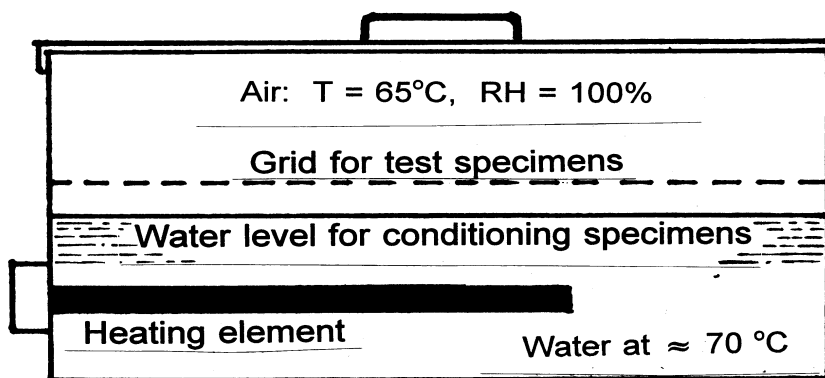 Air: T = 65°C, RH = 100%
Grid for test specimens
Water level for conditioning specimens
Heating element
Water at ≈ 70 °C